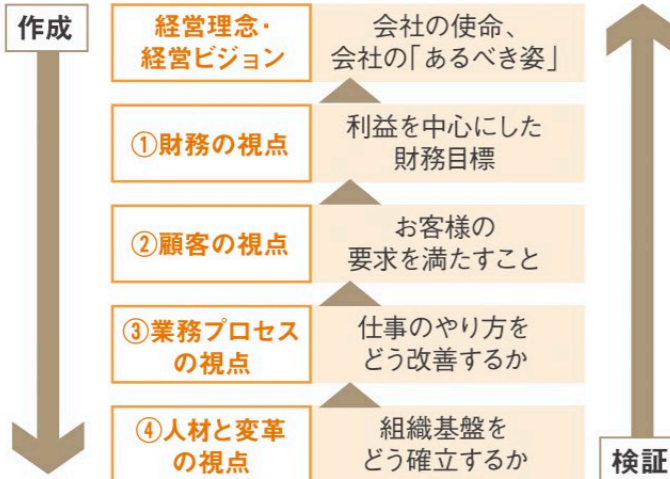 作成
経営理念・
経営ビジョン
会社の使命、
会社の「あるべき姿」
①財務の視点
利益を中心にした
財務目標
②顧客の視点
お客様の
要求を満たすこと
③業務プロセス
の視点
仕事のやり方を
どう改善するか
④人材と変革
の視点
組織基盤を
どう確立するか
検証